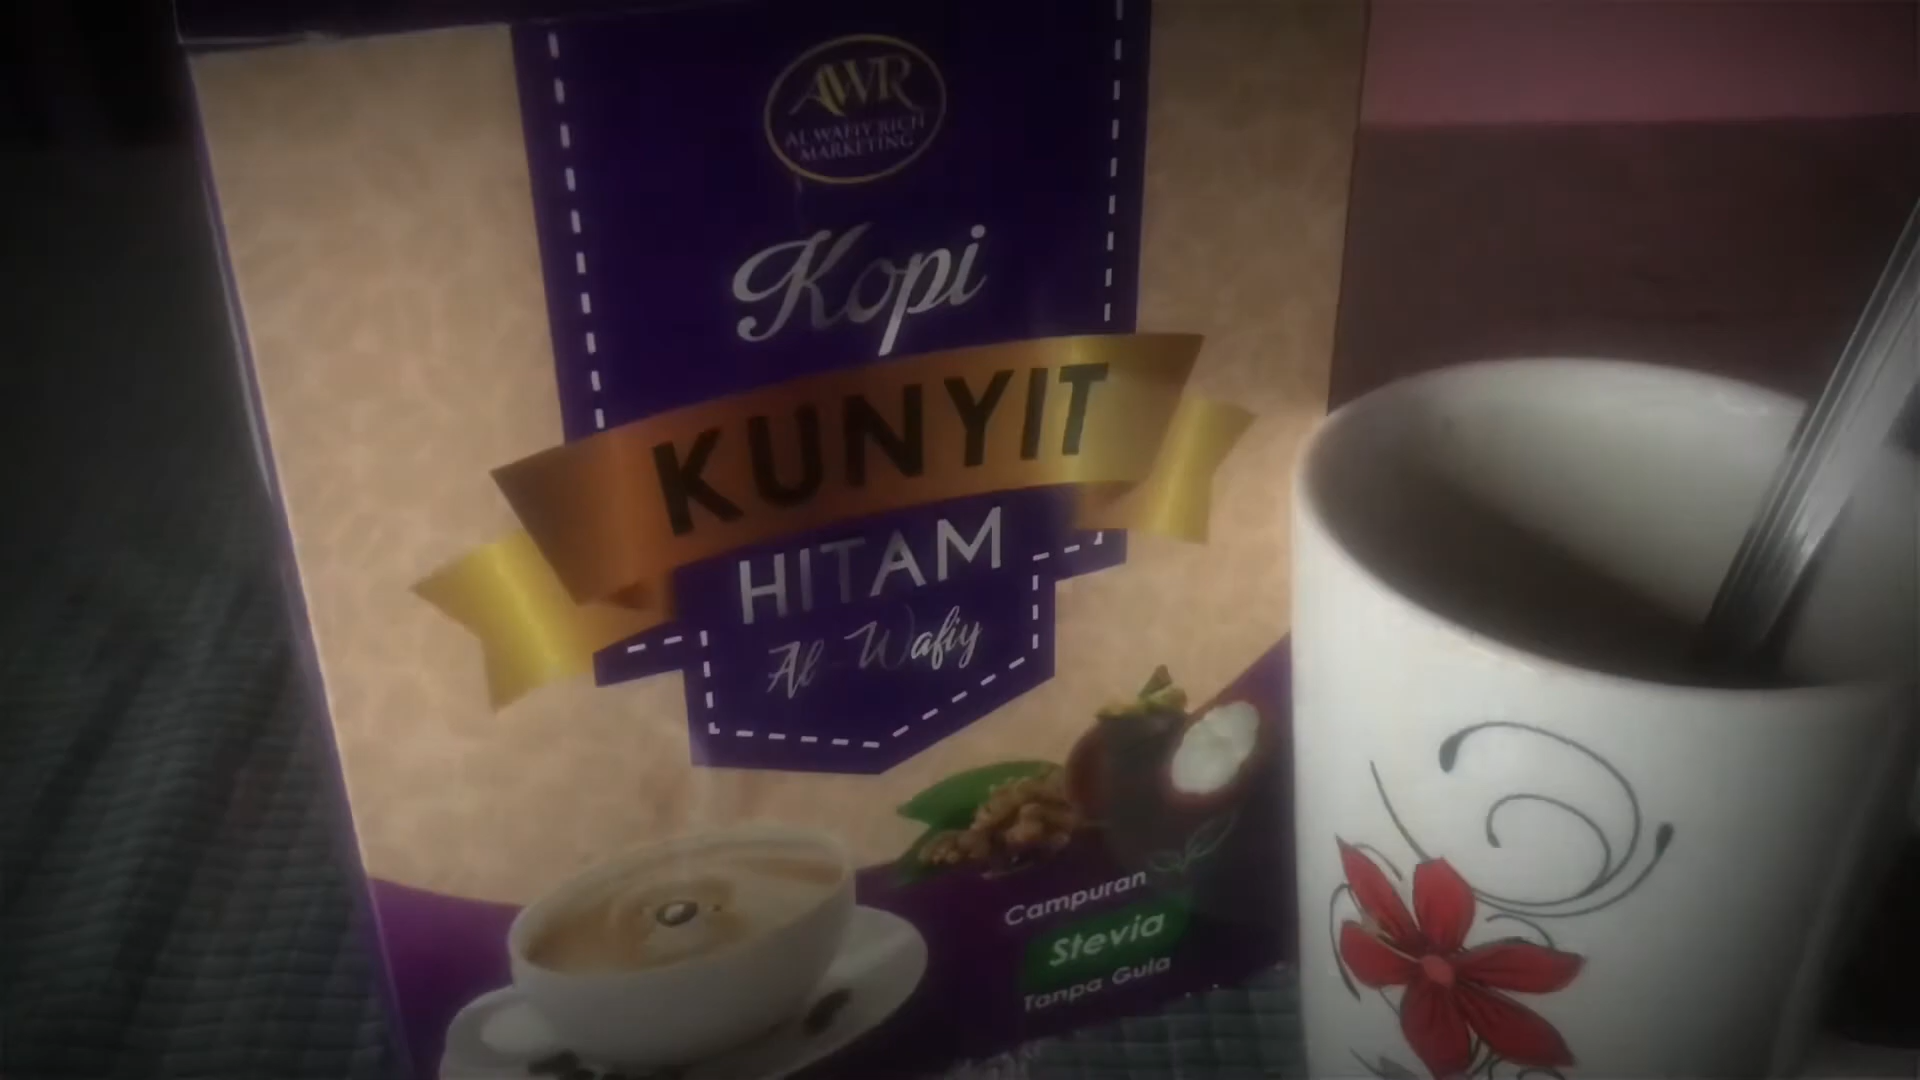 AWR
AL WAFIY RICH
MARKETING
Kopi
KUNYIT
HITAM
Al-Wafiy
Campuran
Stevia
Tanpa Gula